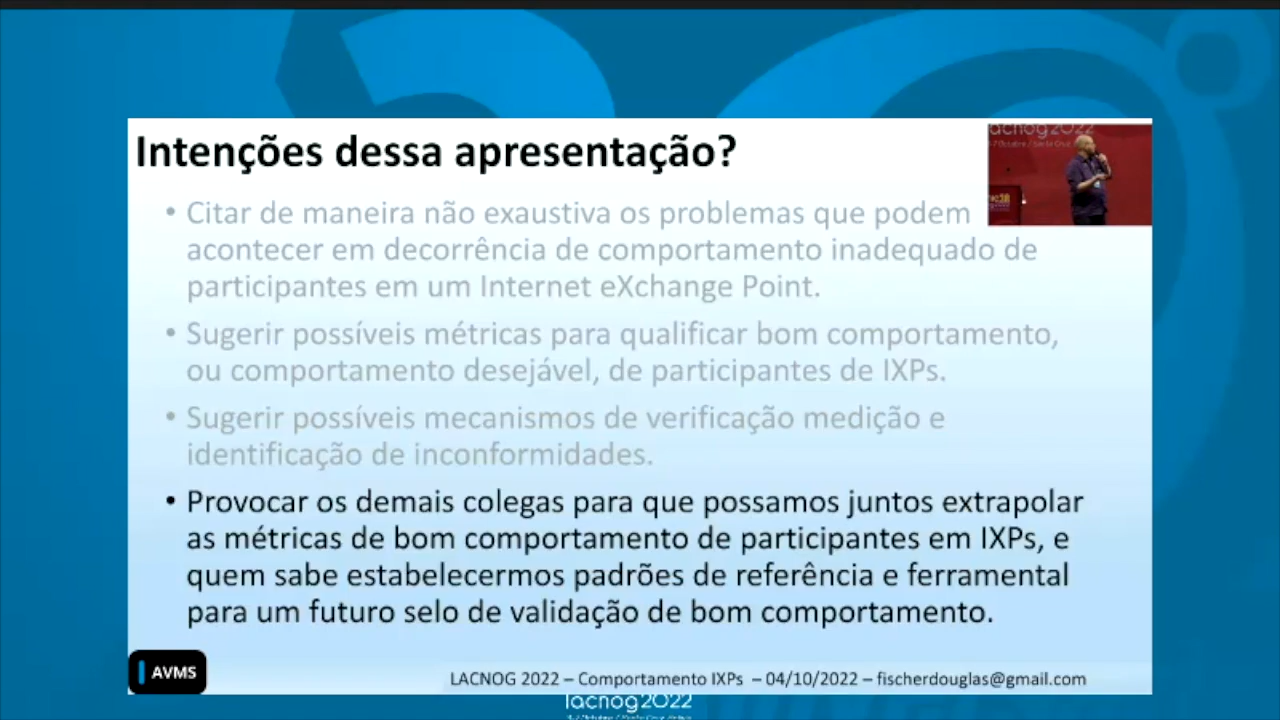 Intenções dessa apresentação?
lacnog2022
• Citar de maneira não exaustiva os problemas que podem
acontecer em decorrência de comportamento inadequado de
participantes em um Internet eXchange Point.
• Sugerir possíveis métricas para qualificar bom comportamento,
ou comportamento desejável, de participantes de IXPs.
• Sugerir possíveis mecanismos de verificação medição e
identificação de inconformidades.
• Provocar os demais colegas para que possamos juntos extrapolar
as métricas de bom comportamento de participantes em IXPs, e
quem sabe estabelecermos padrões de referência e ferramental
para um futuro selo de validação de bom comportamento.
AVMS
LACNOG 2022 – Comportamento IXPs – 04/10/2022 – fischerdouglas@gmail.com
lacnog2022